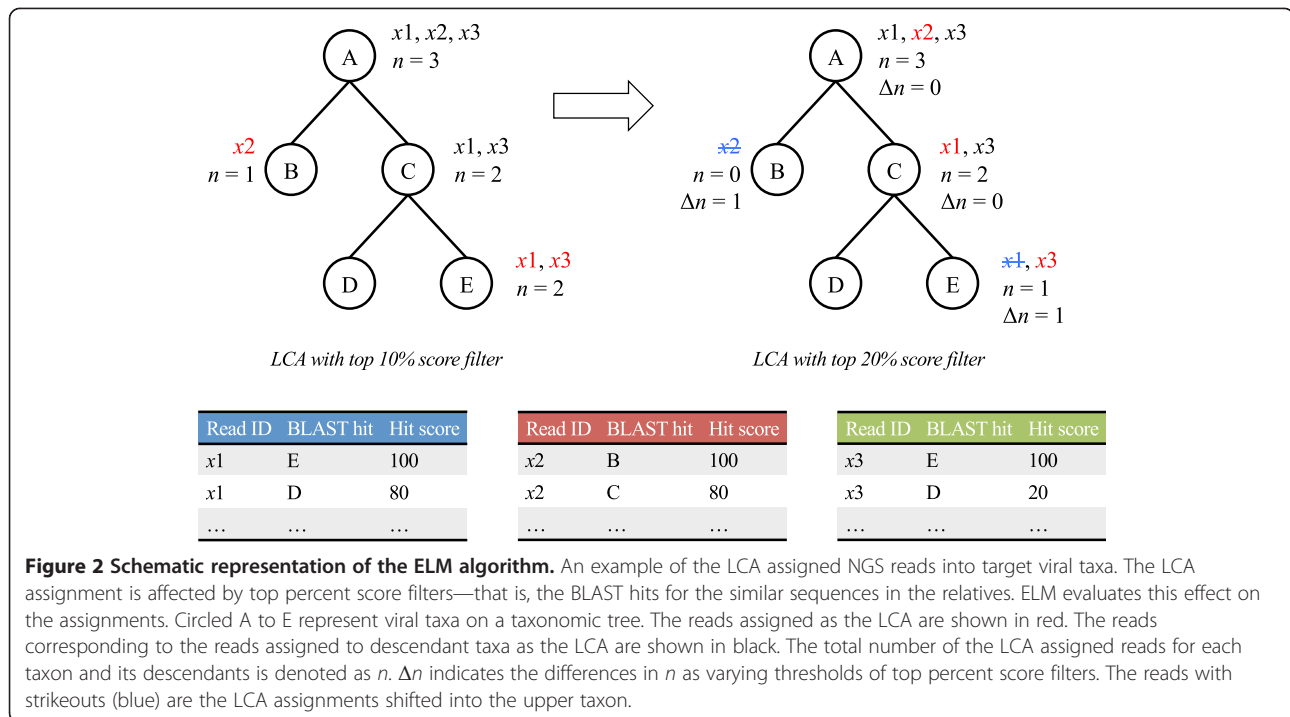 x1, x2, x3
n = 3
A
x2
n = 1
B
x1, x3
n = 2
C
D
x1, x3
n = 2
E
LCA with top 10% score filter
x1, x2, x3
n = 3
Δn = 0
A
x2
n = 0
Δn = 1
B
x1, x3
n = 2
Δn = 0
C
D
x1, x3
n = 1
Δn = 1
E
LCA with top 20% score filter
Read ID BLAST hit Hit score
x1 E 100
x1 D 80
... ... ...
Read ID BLAST hit Hit score
x2 B 100
x2 C 80
... ... ...
Read ID BLAST hit Hit score
x3 E 100
x3 D 20
... ... ...
Figure 2 Schematic representation of the ELM algorithm. An example of the LCA assigned NGS reads into target viral taxa. The LCA
assignment is affected by top percent score filters—that is, the BLAST hits for the similar sequences in the relatives. ELM evaluates this effect on
the assignments. Circled A to E represent viral taxa on a taxonomic tree. The reads assigned as the LCA are shown in red. The reads
corresponding to the reads assigned to descendant taxa as the LCA are shown in black. The total number of the LCA assigned reads for each
taxon and its descendants is denoted as n. Δn indicates the differences in n as varying thresholds of top percent score filters. The reads with
strikeouts (blue) are the LCA assignments shifted into the upper taxon.